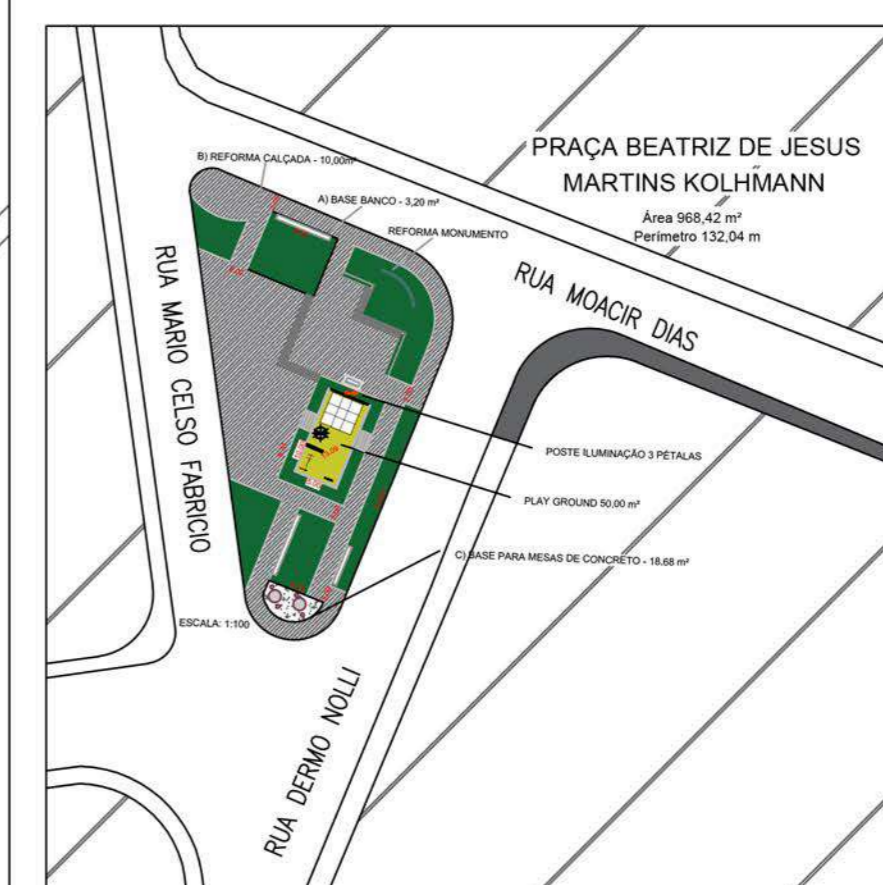 PRAÇA BEATRIZ DE JESUS
MARTINS KOLHMANN
Área 968,42 m²
Perímetro 132,04 m
B) REFORMA CALÇADA - 10,00m²
A) BASE BANCO - 3,20 m²
REFORMA MONUMENTO
RUA MOACIR DIAS
RUA MARIO CELSO FABRICIO
POSTE ILUMINAÇÃO 3 PÉTALAS
PLAY GROUND 50,00 m²
C) BASE PARA MESAS DE CONCRETO - 18.68 m²
ESCALA: 1:100
RUA DERMO NOLLI